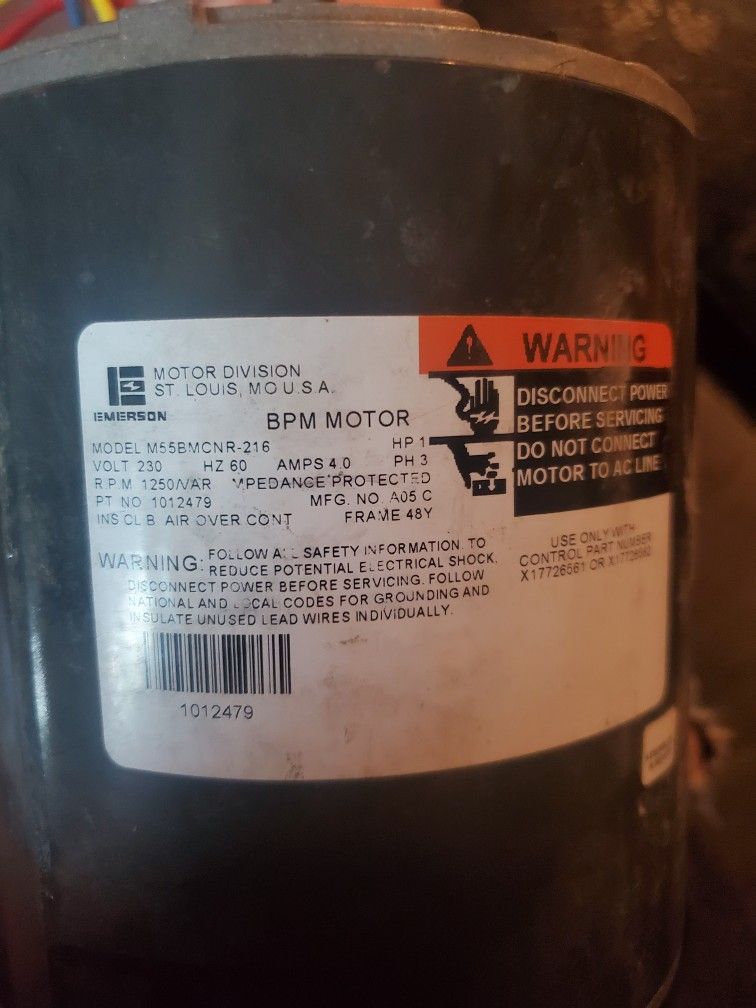 MOTOR DIVISION
ST. LOUIS, MO U.S.A.
EMERSON
BPM MOTOR
MODEL M55BMCNR-216 HP 1
VOLT 230 HZ 60 AMPS 4.0 PH 3
R.P.M. 1250/VAR MPEDANCE PROTECTED
PT NO 1012479 MFG. NO. A05 C
INS CL B AIR OVER CONT FRAME 48Y
WARNING: FOLLOW ALL SAFETY INFORMATION. TO
REDUCE POTENTIAL ELECTRICAL SHOCK,
DISCONNECT POWER BEFORE SERVICING. FOLLOW
NATIONAL AND LOCAL CODES FOR GROUNDING AND
INSULATE UNUSED LEAD WIRES INDIVIDUALLY.
1012479
WARNING
DISCONNECT POWER
BEFORE SERVICING
DO NOT CONNECT
MOTOR TO AC LINE
USE ONLY WITH
CONTROL PART NUMBER
X17726561 OR